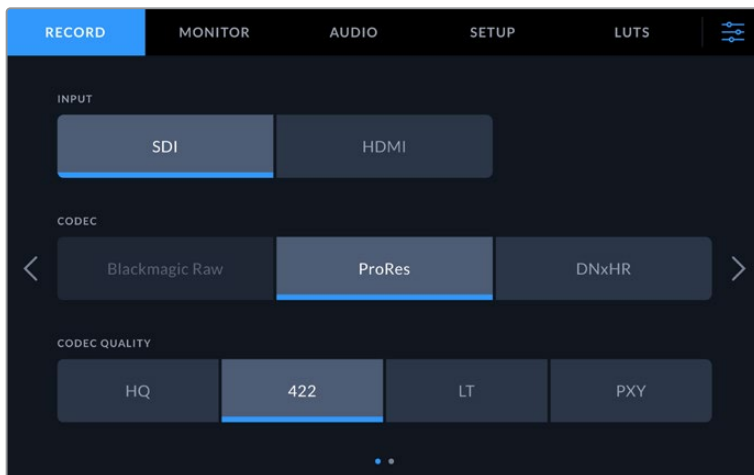 RECORD MONITOR AUDIO SETUP LUTS
INPUT
SDI HDMI
CODEC
Blackmagic Raw ProRes DNxHR
CODEC QUALITY
HQ 422 LT PXY